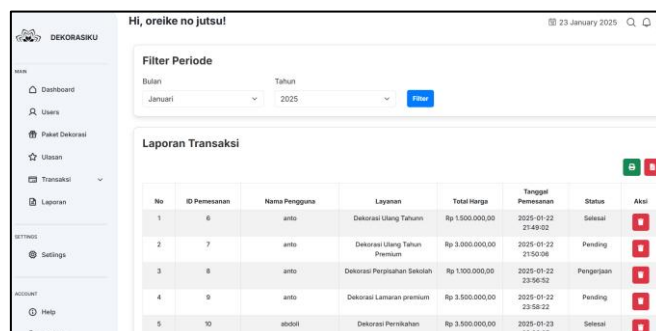 DEKORASIKU
Hi, oreike no jutsu!
23 January 2025
MAIN
Dashboard
Users
Paket Dekorasi
Ulasan
Transaksi
Laporan
SETTINGS
Settings
ACCOUNT
Help
Filter Periode
Bulan Tahun
Januari 2025 Filter
Laporan Transaksi
No ID Pemesanan Nama Pengguna Layanan Total Harga Tanggal Pemesanan Status Aksi
1 6 anto Dekorasi Ulang Tahunn Rp 1.500.000,00 2025-01-22 21:49:02 Selesai
2 7 anto Dekorasi Ulang Tahun Premium Rp 3.000.000,00 2025-01-22 21:50:08 Pending
3 8 anto Dekorasi Perpisahan Sekolah Rp 1.100.000,00 2025-01-22 23:56:52 Pengerjaan
4 9 anto Dekorasi Lamaran premium Rp 3.500.000,00 2025-01-22 23:58:22 Pending
5 10 abdoli Dekorasi Pernikahan Rp 3.500.000,00 2025-01-23 Selesai